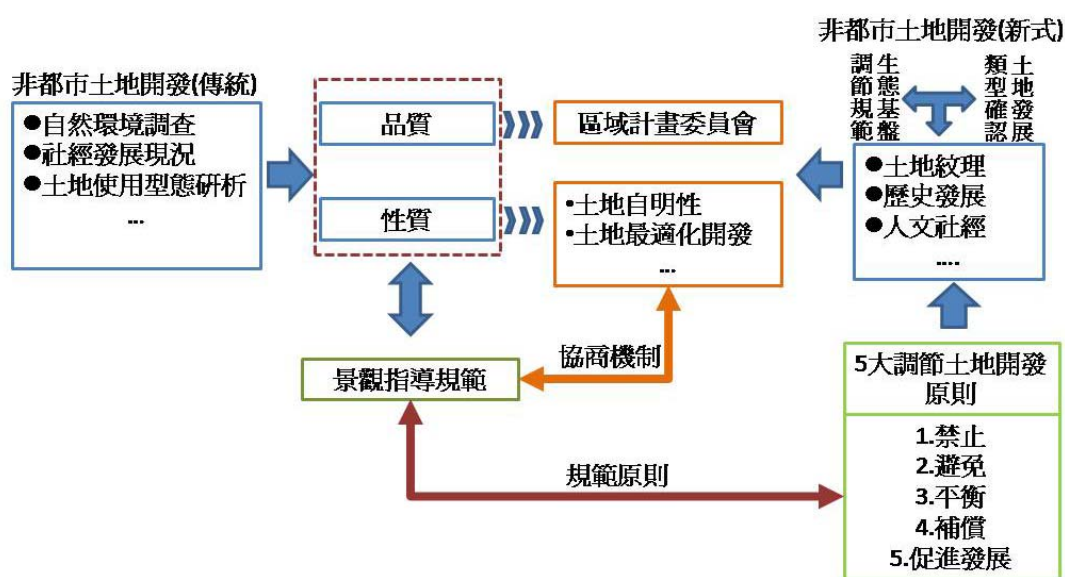 非都市土地開發(傳統)
●自然環境調查
●社經發展現況
●土地使用型態研析
...
品質
性質
區域計畫委員會
•土地自明性
•土地最適化開發
...
非都市土地開發(新式)
生態基盤
調節規範
土地發展
類型確認
●土地紋理
●歷史發展
●人文社經
....
景觀指導規範
協商機制
規範原則
5大調節土地開發
原則
1.禁止
2.避免
3.平衡
4.補償
5.促進發展